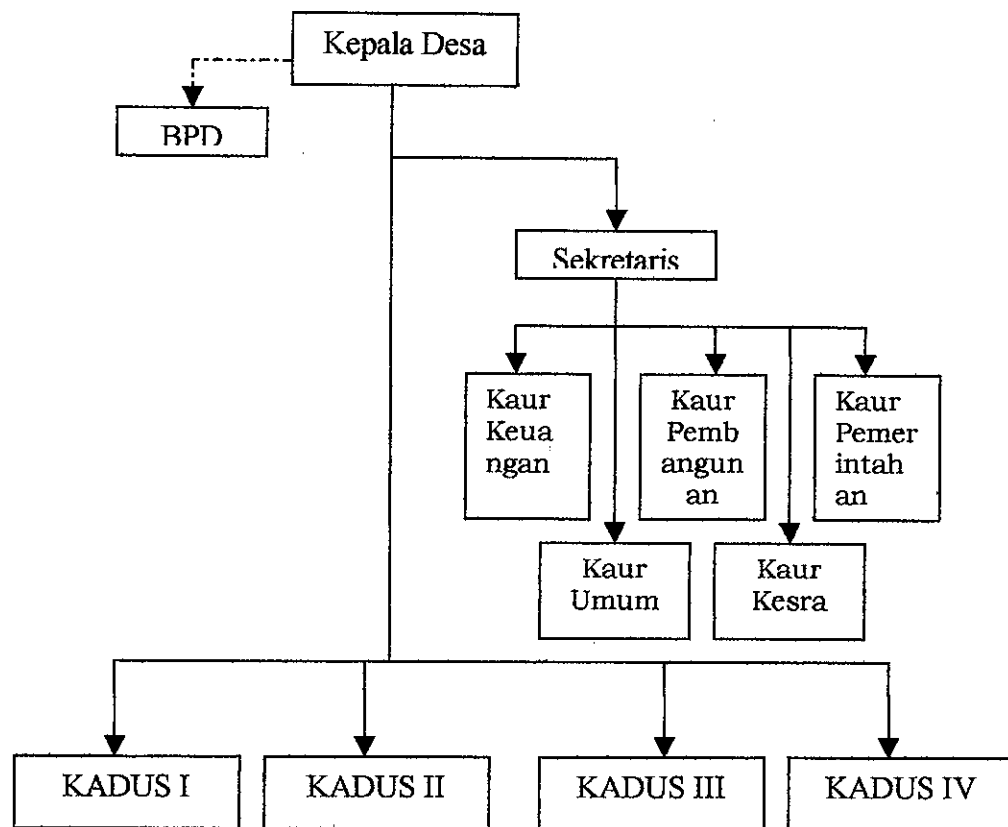 Kepala Desa
BPD
Sekretaris
Kaur
Keua
ngan
Kaur
Pemb
angun
an
Kaur
Pemer
intah
an
Kaur
Umum
Kaur
Kesra
KADUS I
KADUS II
KADUS III
KADUS IV